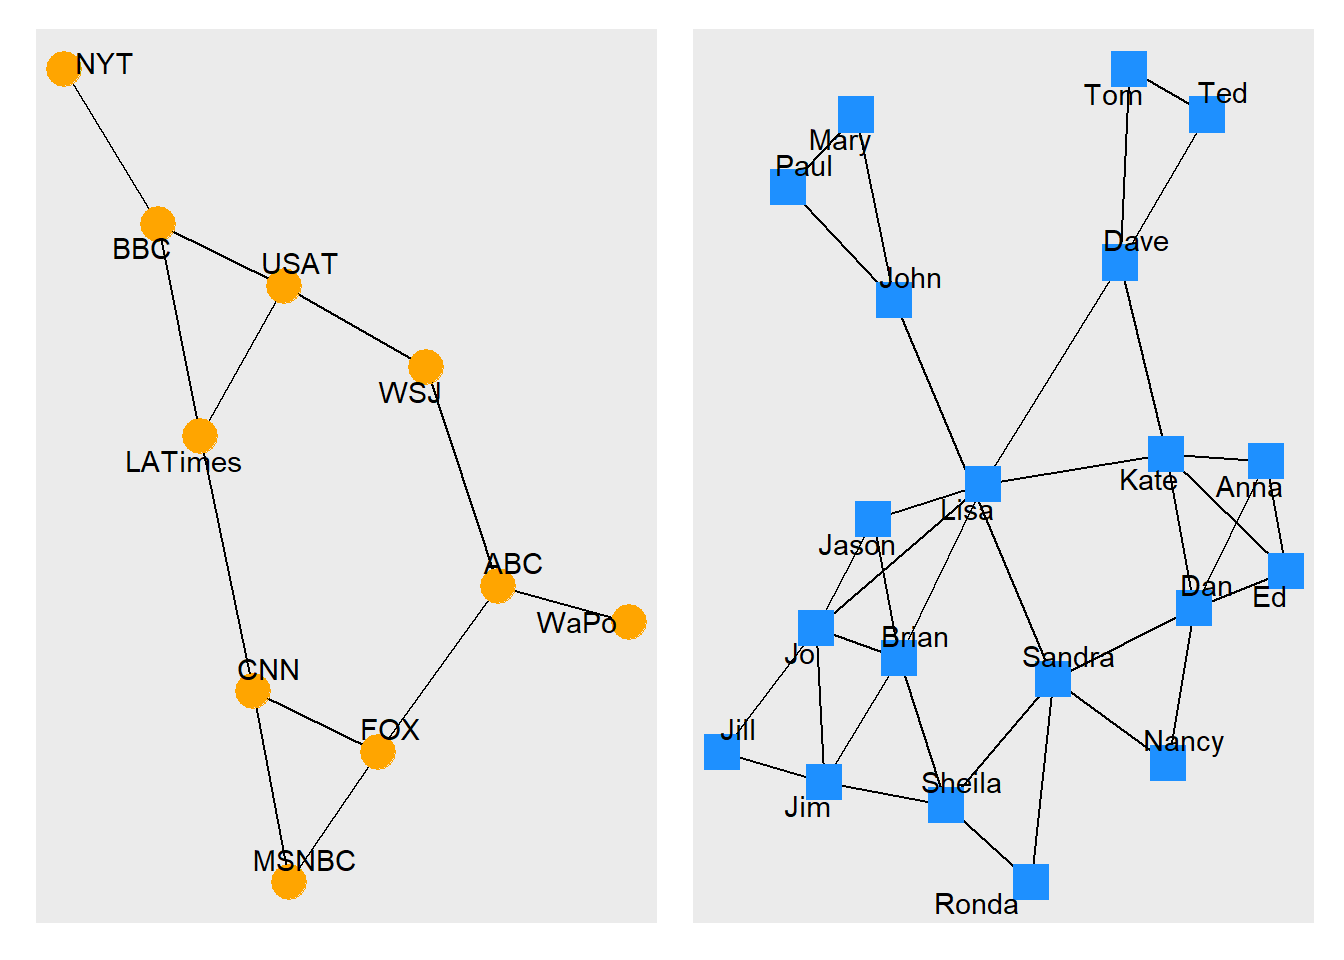 NYT
BBC
USAT
WSJ
LATimes
ABC
WaPo
CNN
FOX
MSNBC
Tom
Ted
Mary
Paul
Dave
John
Kate
Anna
Lisa
Jason
Dan
Ed
Jo
Brian
Sandra
Jill
Nancy
Sheila
Jim
Ronda